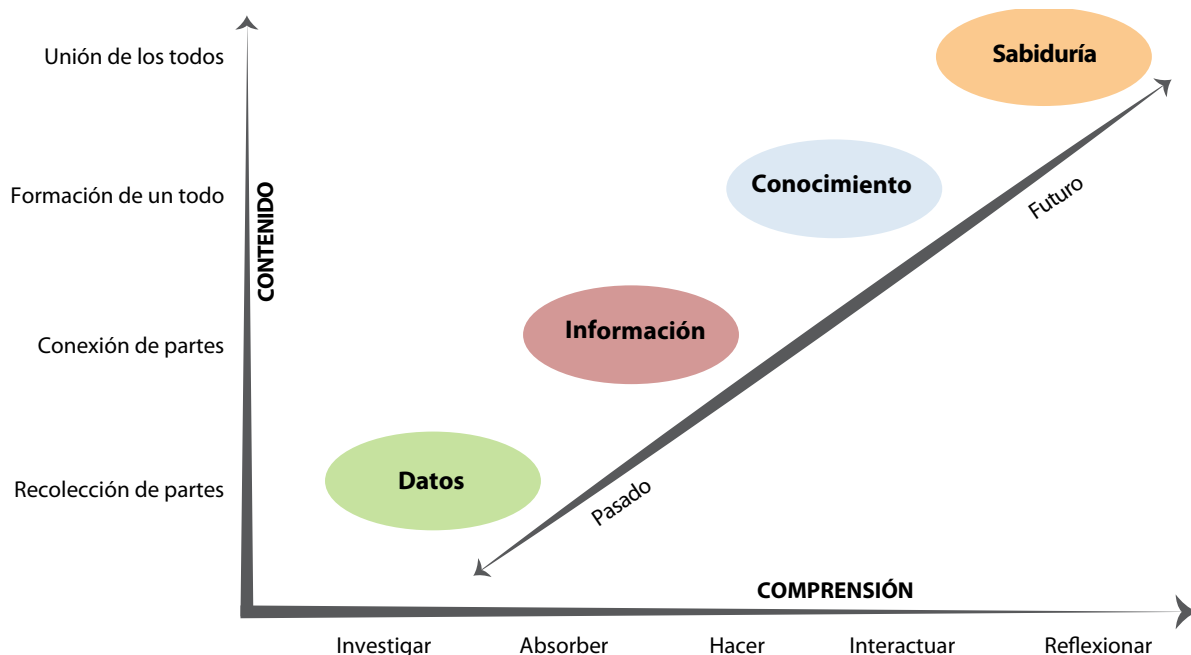 Unión de los todos
Sabiduría
Formación de un todo
CONTENIDO
Conocimiento
Futuro
Conexión de partes
Información
Recolección de partes
Datos
Pasado
COMPRENSIÓN
Investigar
Absorber
Hacer
Interactuar
Reflexionar